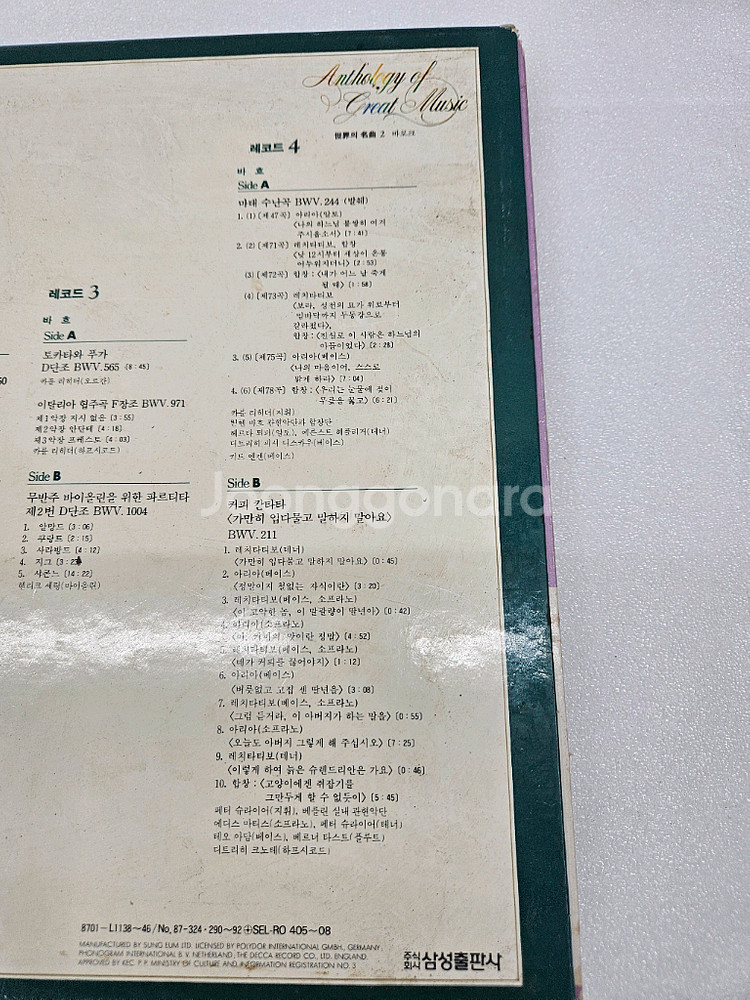 Anthology of
Great Music
世界의 名曲 2 바로크
레코드 3
바 흐
Side A
토카타와 푸가
D단조 BWV. 565 (8:45)
카를 리히터(오르간)
이탈리아 협주곡 F장조 BWV. 971
제1악장 지시 없음 (3:55)
제2악장 안단테 (4:18)
제3악장 프레스토 (4:03)
카를 리히터(하프시코드)
Side B
무반주 바이올린을 위한 파르티타
제2번 D단조 BWV. 1004
1. 알망드 (3:06)
2. 쿠랑트 (2:15)
3. 사라방드 (4:12)
4. 지그
5. 샤콘느 (14:22)
헨리크 셰링(바이올린)
레코드 4
바 흐
Side A
마태 수난곡 BWV. 244 (발췌)
1. (1) [제47곡] 아리아(알토)
〈나의 하느님 불쌍히 여겨
주시옵소서〉 [7:41]
2. (2) [제71곡] 레치타티보, 합창
〈낮 12시부터 세상이 온통
어두워지더니〉 [2:53]
(3) [제72곡] 합창:〈내가 어느 날 죽게
될 때〉 [1:58]
(4) [제73곡] 레치타티보
〈보라, 성전의 휘장가 위로부터
밑바닥까지 두동강으로
갈라졌다〉,
합창:〈진실로 이 사람은 하느님의
아들이었다〉 [2:28]
3. (5) [제75곡] 아리아(베이스)
〈나의 마음이여, 스스로
맑게 하라〉 [7:04]
4. (6) [제78곡] 합창:〈우리는 눈물에 젖어
무릎을 꿇고〉 [6:21]
카를 리히터(지휘)
뮌헨 바흐 관현악단과 합창단
헤르타 퇴퍼(알토), 에른스트 헤플리거(테너)
디트리히 피셔 디스카우(베이스)
키드 엔겐(베이스)
Side B
커피 칸타타
〈가만히 입다물고 말하지 말아요〉
BWV. 211
1. 레치타티보(테너)
〈가만히 입다물고 말하지 말아요〉 [0:45]
2. 아리아(베이스)
〈정말이지 철없는 자식이란〉 [3:20]
3. 레치타티보(베이스, 소프라노)
〈이 고약한 놈, 이 말괄량이 딸년아〉 [0:42]
4. 아리아(소프라노)
〈아, 커피의 맛이란 정말〉 [4:52]
5. 레치타티보(베이스, 소프라노)
〈네가 커피를 끊어야지〉 [1:12]
6. 아리아(베이스)
〈버릇없고 고집 센 딸년을〉 [3:08]
7. 레치타티보(베이스, 소프라노)
〈그럼 듣거라, 이 아버지가 하는 말을〉 [0:55]
8. 아리아(소프라노)
〈오늘도 아버지 그렇게 해 주십시오〉 [7:25]
9. 레치타티보(테너)
〈이렇게 하여 늙은 슈렌드리안은 가요〉 [0:46]
10. 합창:〈고양이에겐 쥐잡기를
그만두게 할 수 없듯이〉 [5:45]
페터 슈라이어(지휘), 베를린 실내 관현악단
에디스 마티스(소프라노), 페터 슈라이어(테너)
테오 아담(베이스), 베르너 타스트(플루트)
디트리히 크노테(하프시코드)
Joonggonara
8701-L1138~46/No. 87-324·290~92 ⊕ SEL-RO 405~08
MANUFACTURED BY SUNG EUM LTD. LICENSED BY POLYDOR INTERNATIONAL GMBH, GERMANY,
PHONOGRAM INTERNATIONAL B.V. NETHERLAND, THE DECCA RECORD CO., LTD. ENGLAND.
APPROVED BY KEC. P.P. MINISTRY OF CULTURE AND INFORMATION REGISTRATION NO. 3
주식회사 삼성출판사